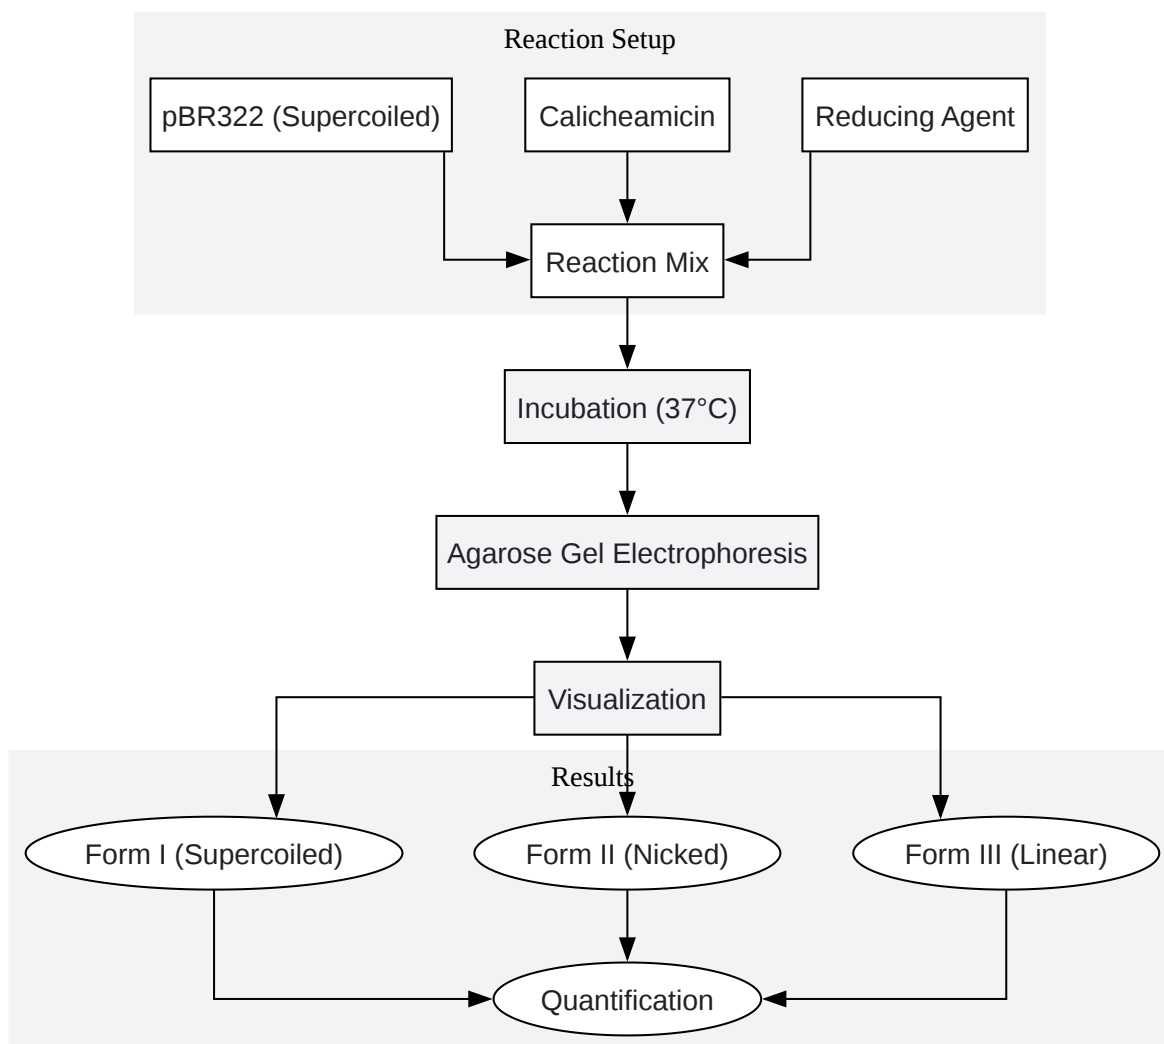 Reaction Setup
pBR322 (Supercoiled)
Calicheamicin
Reducing Agent
Reaction Mix
Incubation (37°C)
Agarose Gel Electrophoresis
Visualization
Results
Form I (Supercoiled)
Form II (Nicked)
Form III (Linear)
Quantification